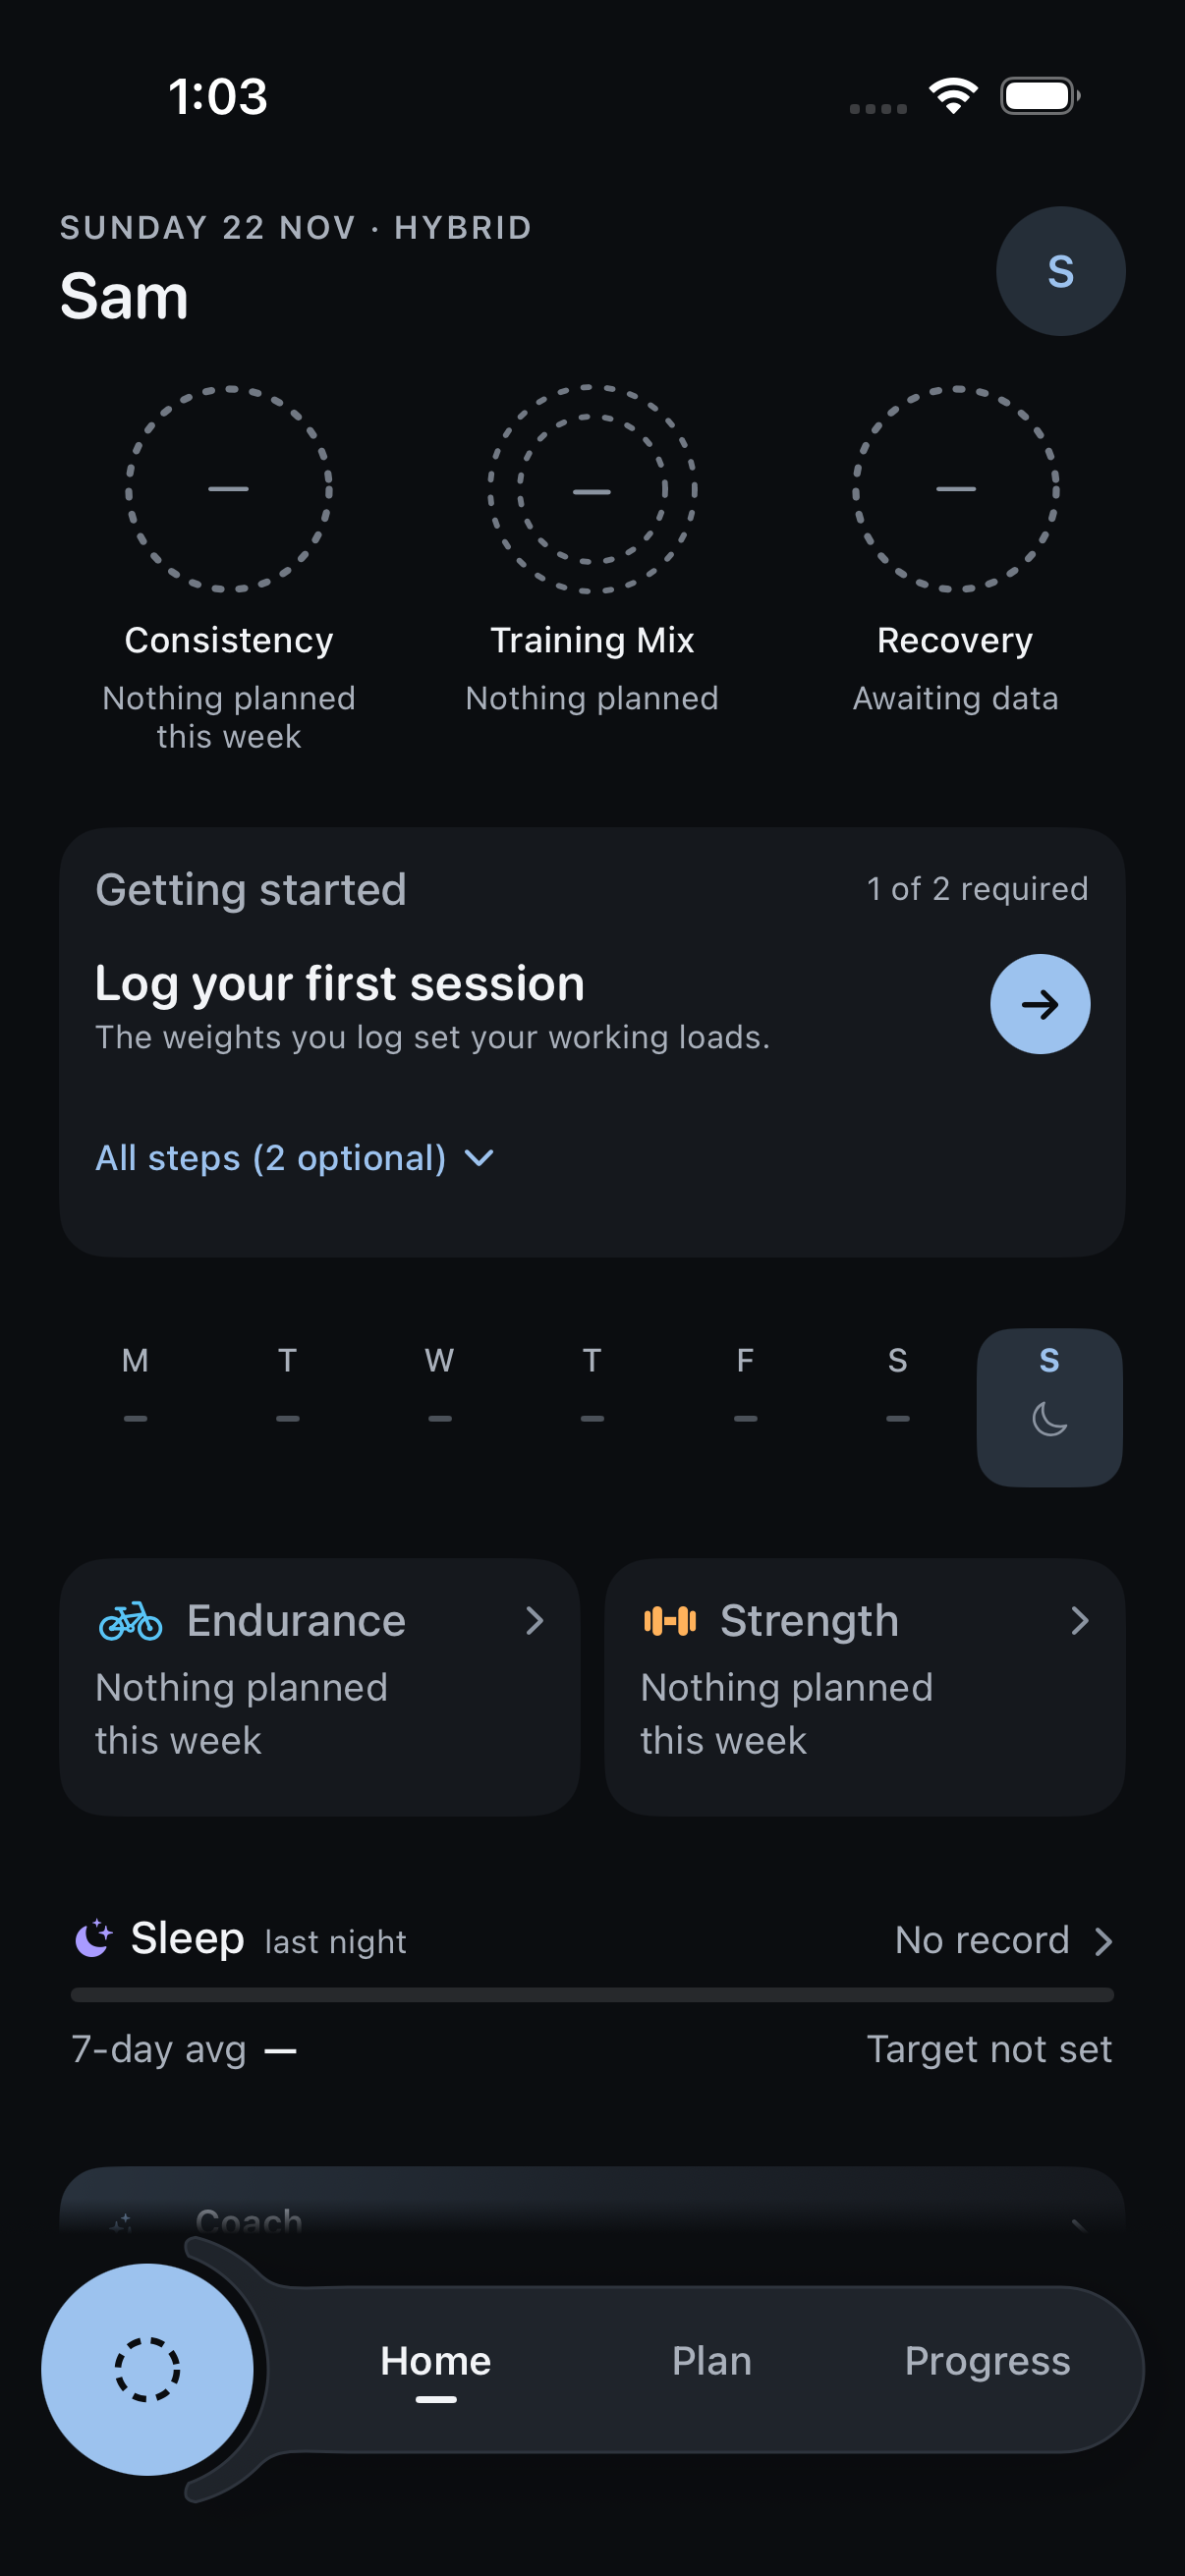 1:03
SUNDAY 22 NOV · HYBRID
Sam
S
Consistency
Nothing planned
this week
Training Mix
Nothing planned
Recovery
Awaiting data
Getting started
1 of 2 required
Log your first session
The weights you log set your working loads.
All steps (2 optional)
M T W T F S S
Endurance
Nothing planned
this week
Strength
Nothing planned
this week
Sleep last night
No record
7-day avg —
Target not set
Coach
Home
Plan
Progress